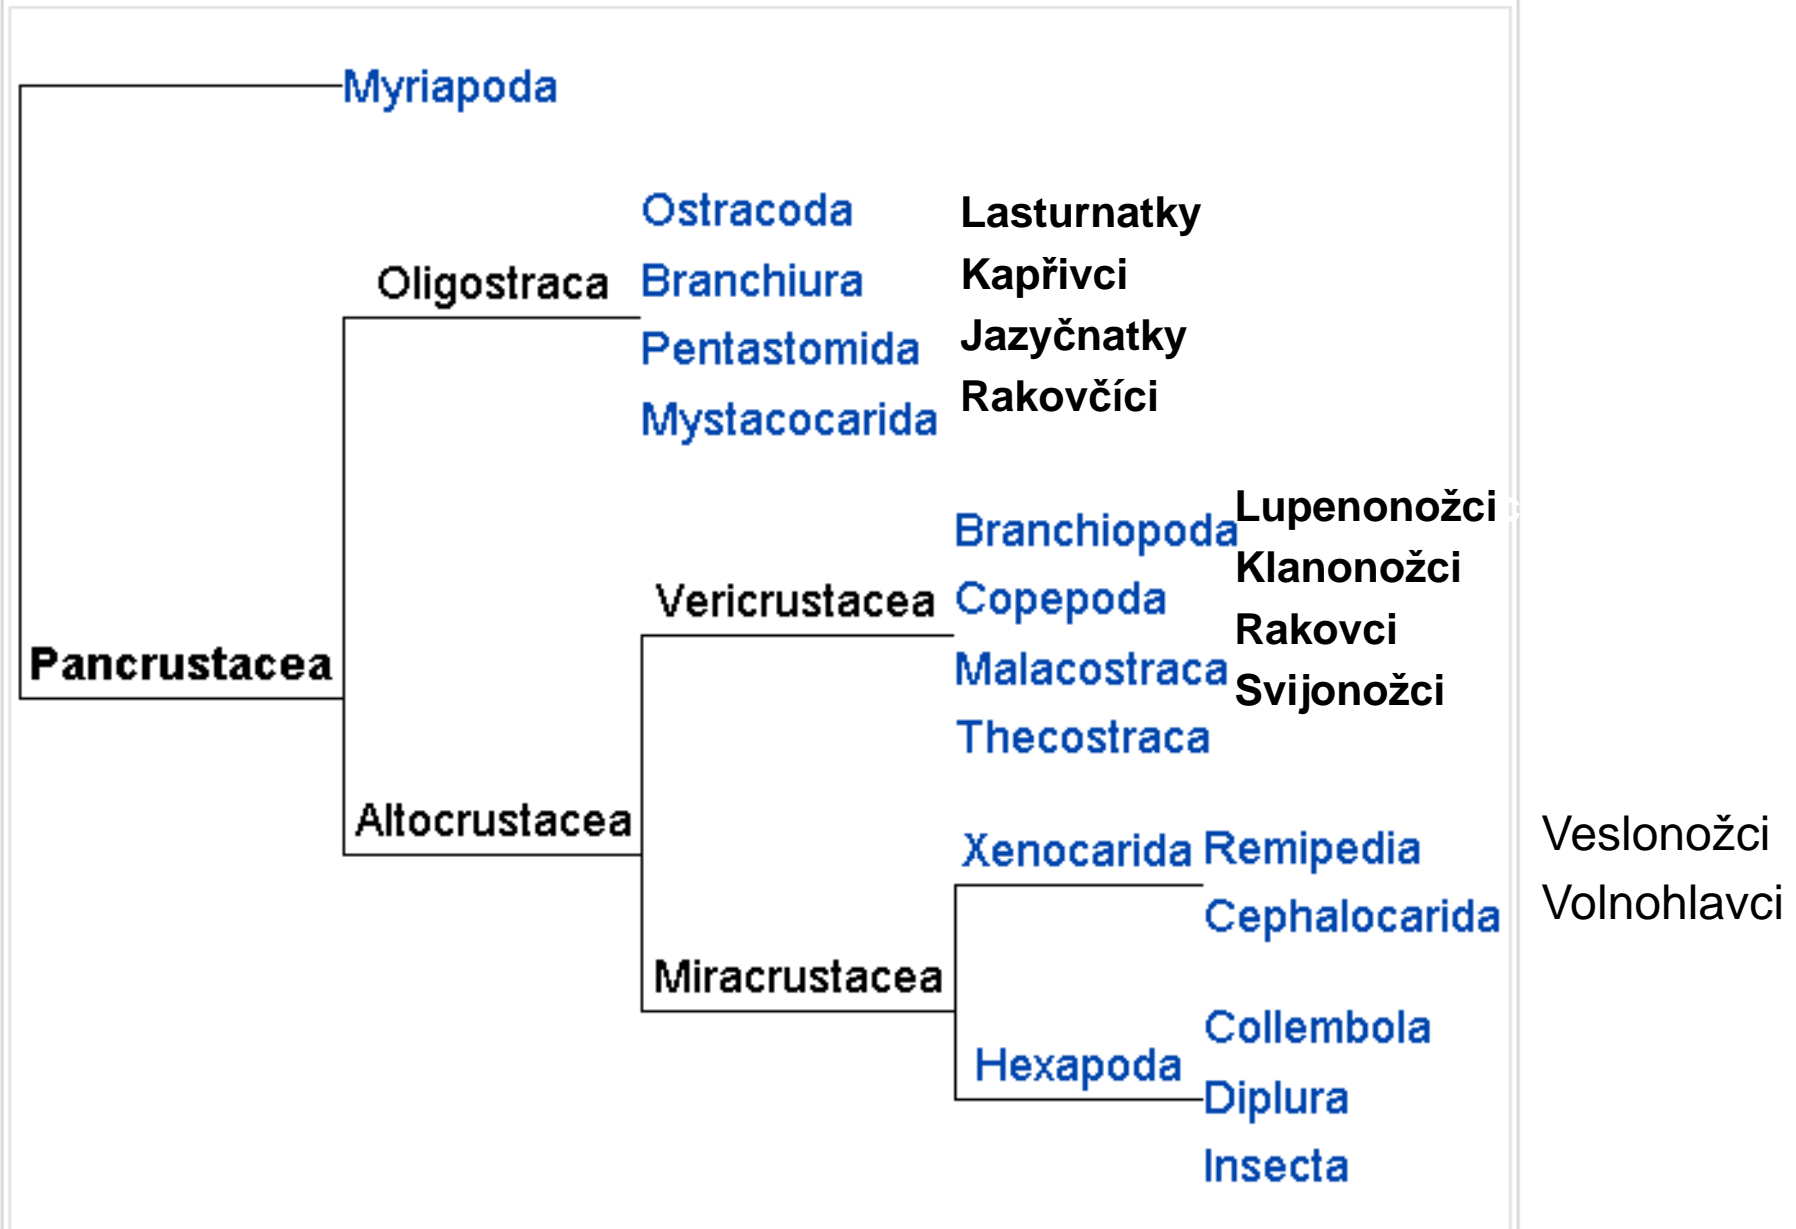 Myriapoda
Ostracoda Lasturnatky
Oligostraca Branchiura Kapřivci
Pentastomida Jazyčnatky
Mystacocarida Rakovčíci
Branchiopoda Lupenonožci
Vericrustacea Copepoda Klanonožci
Malacostraca Rakovci
Thecostraca Svijonožci
Pancrustacea
Altocrustacea
Xenocarida Remipedia Veslonožci
Cephalocarida Volnohlavci
Miracrustacea
Collembola
Hexapoda
Diplura
Insecta